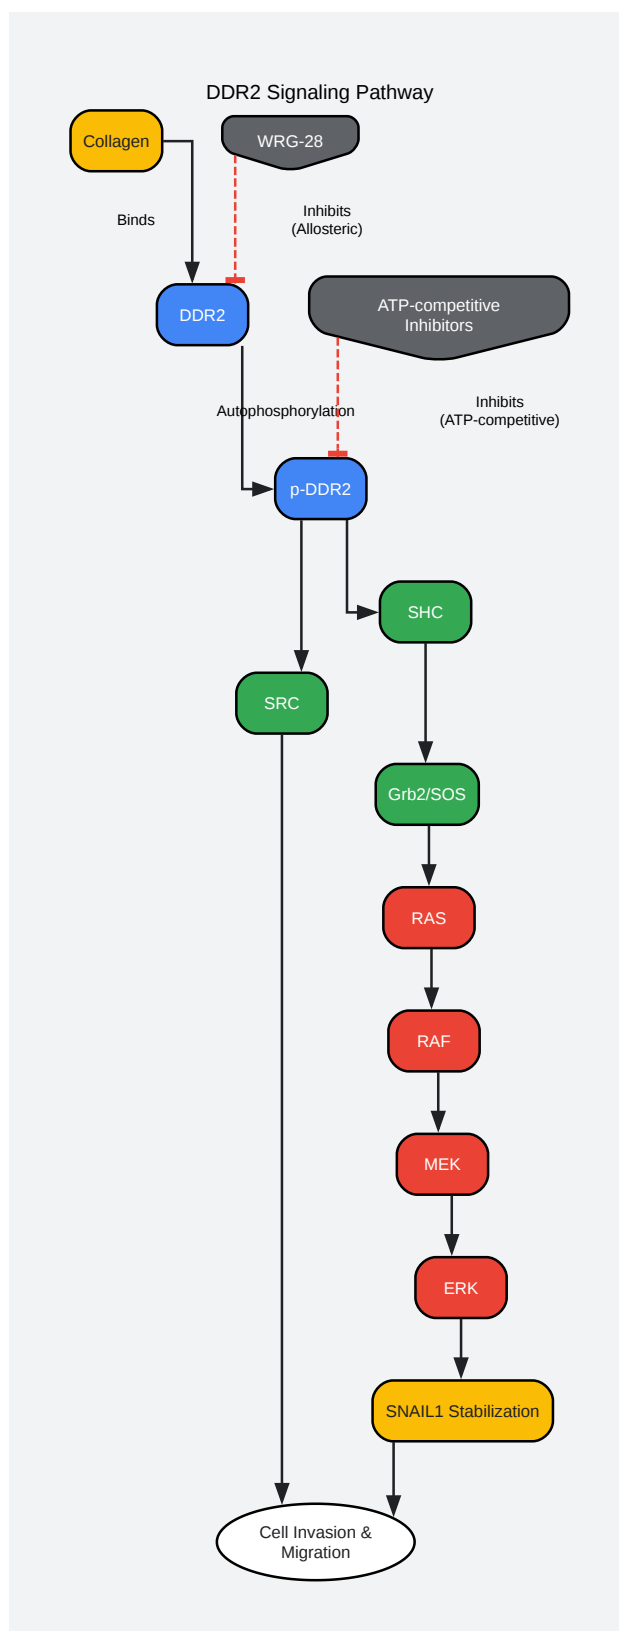 DDR2 Signaling Pathway
Collagen
WRG-28
Binds
Inhibits
(Allosteric)
DDR2
ATP-competitive
Inhibitors
Autophosphorylation
Inhibits
(ATP-competitive)
p-DDR2
SHC
SRC
Grb2/SOS
RAS
RAF
MEK
ERK
SNAIL1 Stabilization
Cell Invasion &
Migration